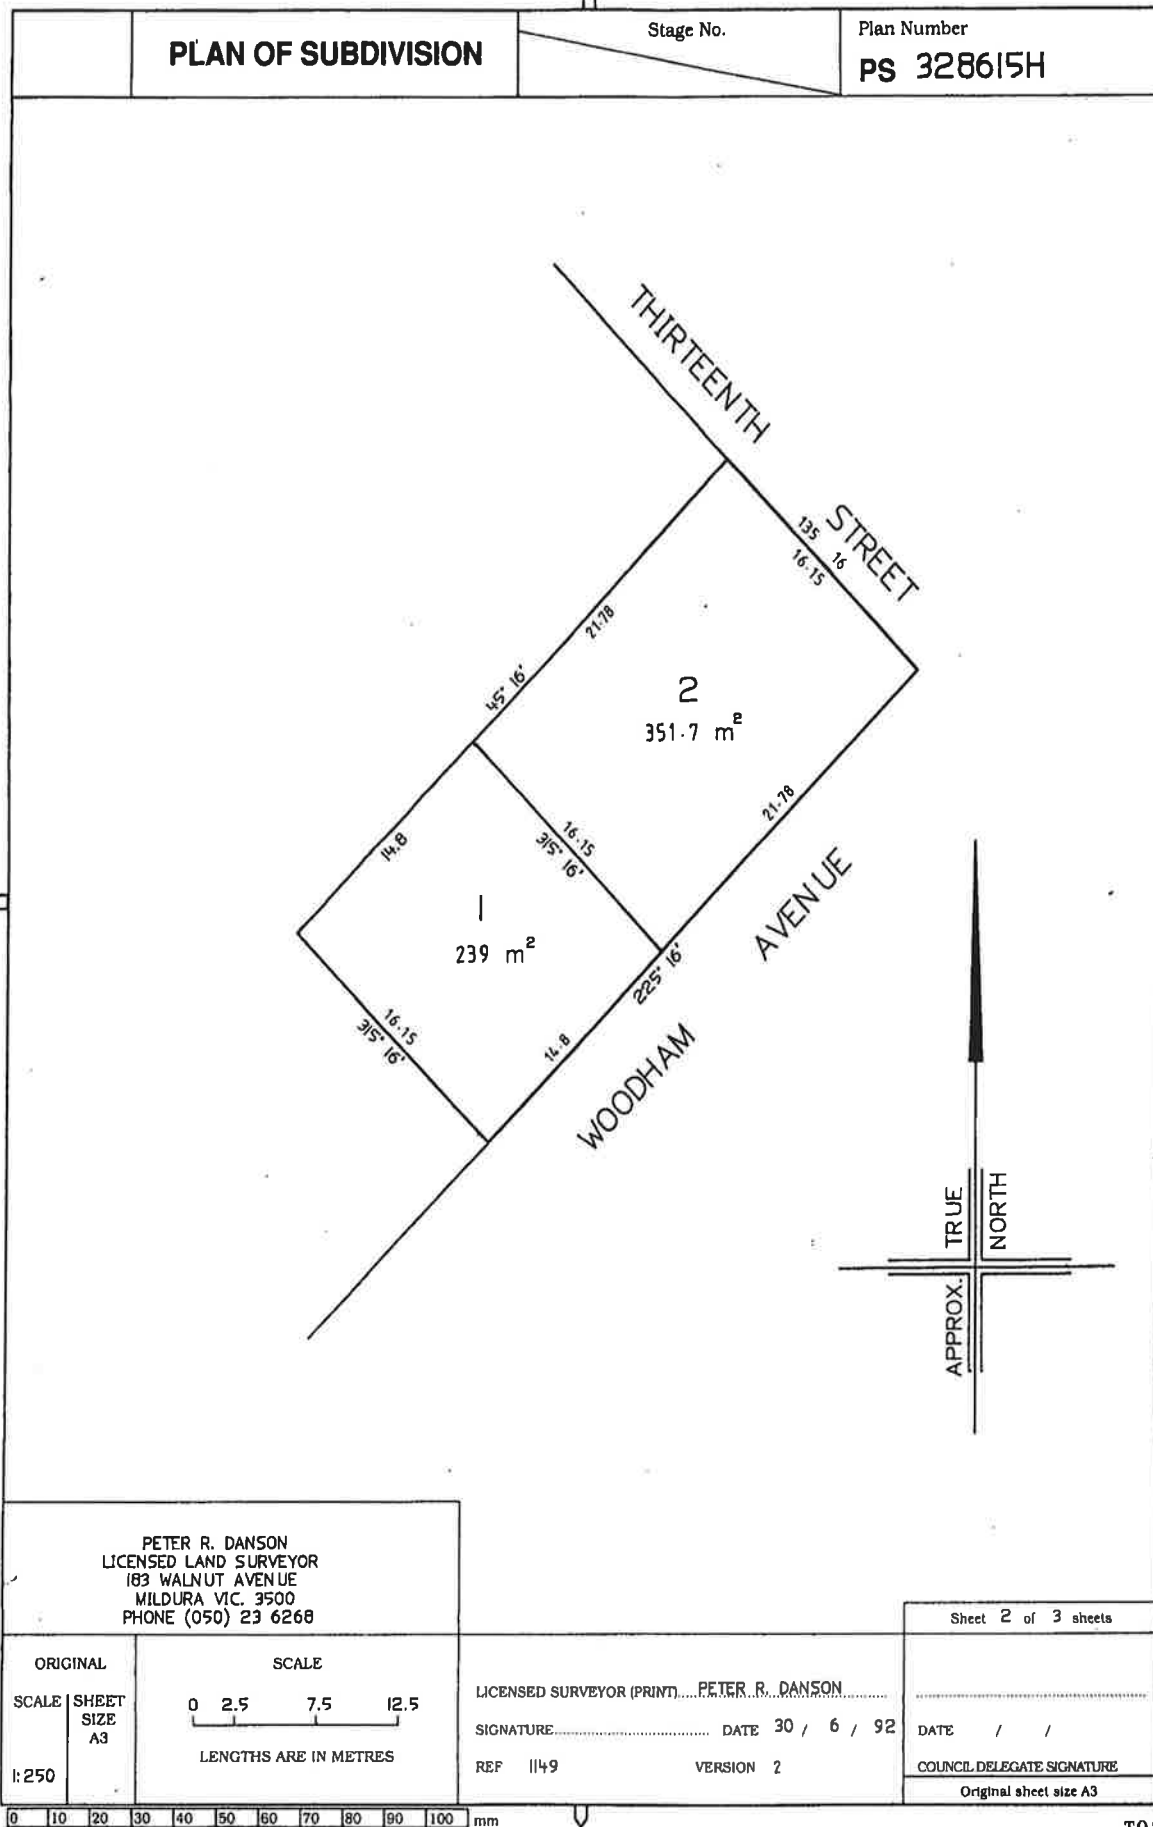 PLAN OF SUBDIVISION
Stage No.
Plan Number
PS 328615H
THIRTEENTH
STREET
135 16
16.15
21.78
45° 16'
2
351.7 m²
21.78
14.8
16.15
315° 16'
1
239 m²
AVENUE
225° 16'
16.15
315° 16'
14.8
WOODHAM
TRUE
NORTH
APPROX.
PETER R. DANSON
LICENSED LAND SURVEYOR
183 WALNUT AVENUE
MILDURA VIC. 3500
PHONE (050) 23 6268
Sheet 2 of 3 sheets
ORIGINAL
SCALE
SHEET
SIZE
A3
1:250
SCALE
0 2.5 7.5 12.5
LENGTHS ARE IN METRES
LICENSED SURVEYOR (PRINT)....PETER R. DANSON........
SIGNATURE.................................... DATE 30 / 6 / 92
REF 1149 VERSION 2
DATE / /
COUNCIL DELEGATE SIGNATURE
Original sheet size A3
0 10 20 30 40 50 60 70 80 90 100 mm